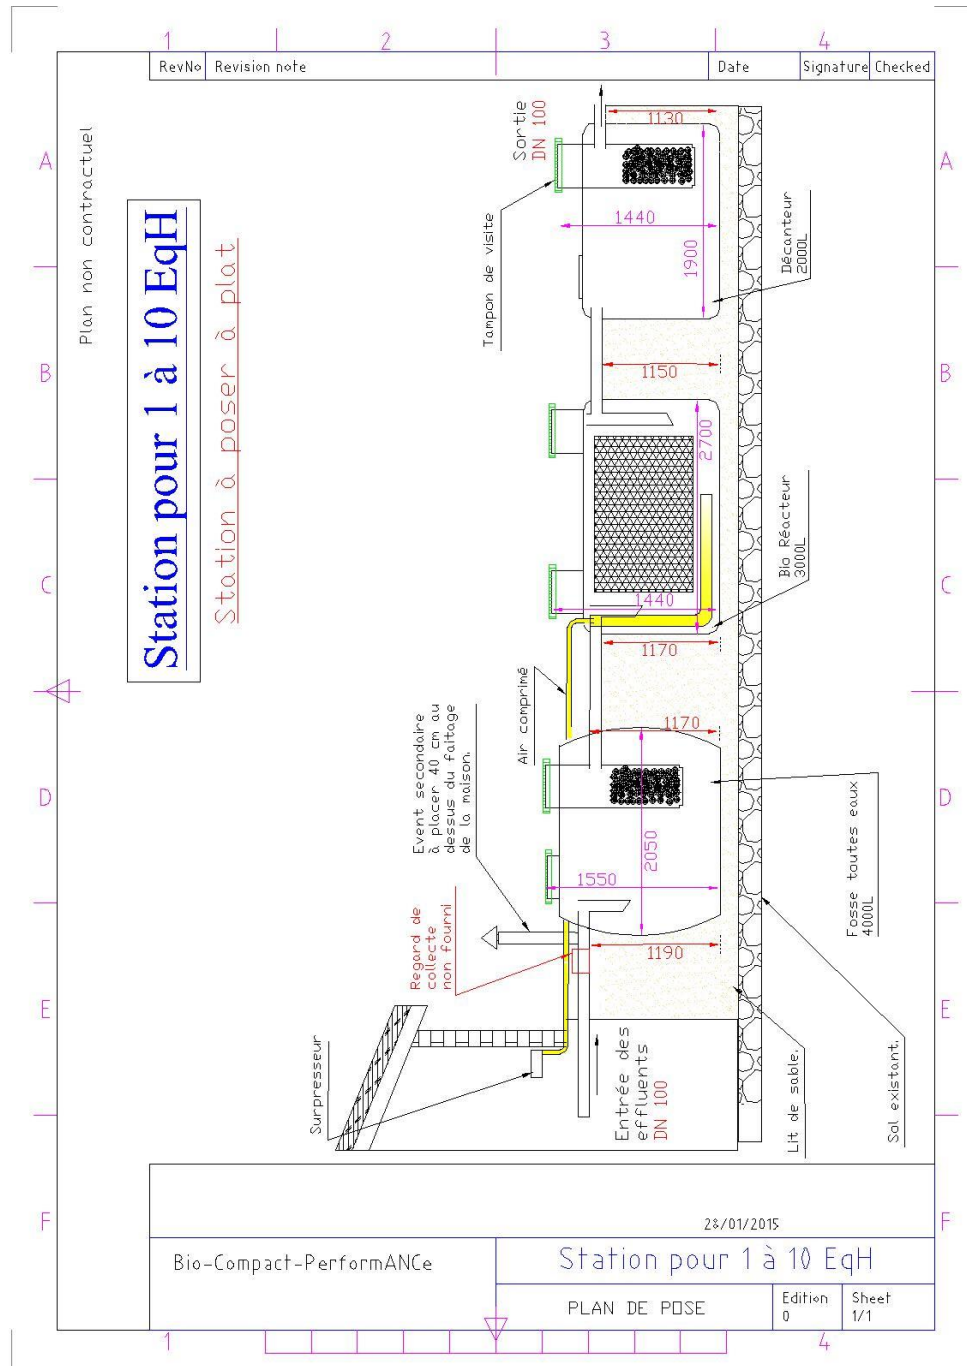 1 2 3 4
RevNo Revision note Date Signature Checked
A A
B B
C C
D D
E E
F F
Plan non contractuel
Station pour 1 à 10 EqH
Station à poser à plat
Sortie
DN 100
Tampon de visite
1130
1440
1900
Décanteur
2000L
1150
2700
Bio Réacteur
3000L
1440
1170
Air comprimé
1170
Event secondaire
à placer 40 cm au
dessus du faitage
de la maison.
2050
1550
Fosse toutes eaux
4000L
Regard de
collecte
non fourni
1190
Surpresseur
Entrée des
effluents
DN 100
Lit de sable.
Sol existant.
28/01/2015
Bio-Compact-PerformANCe
Station pour 1 à 10 EqH
PLAN DE POSE
Edition
0
Sheet
1/1
1 4